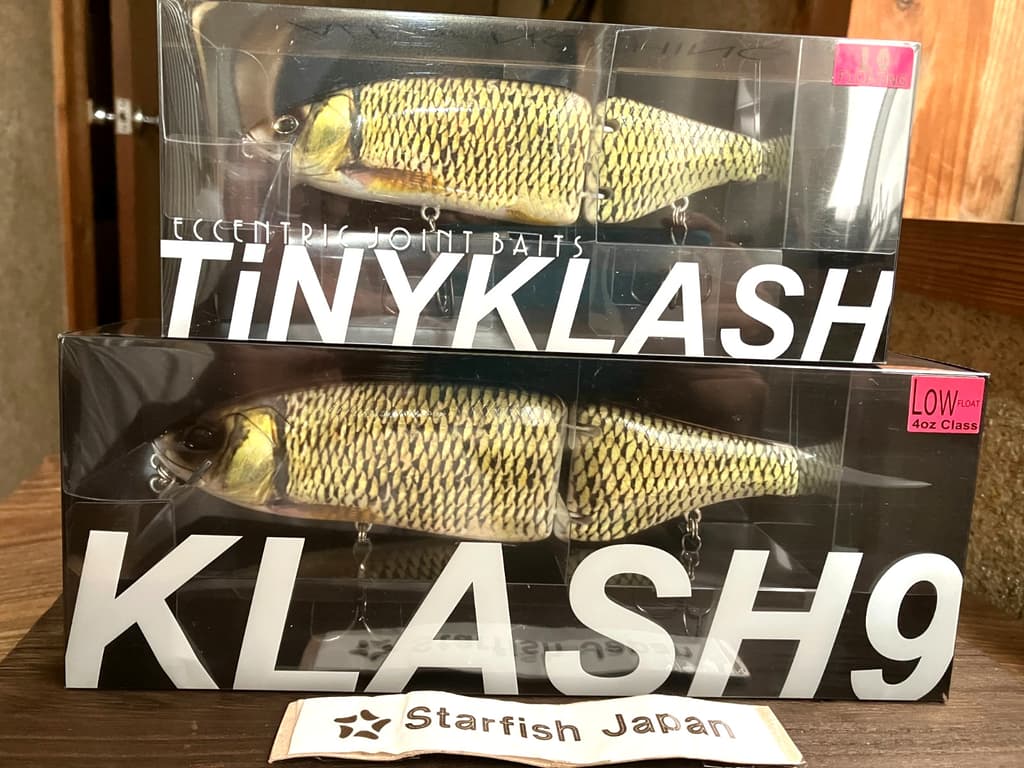 ECCENTRIC JOINT BAITS
TiNYKLASH
LOW FLOAT
4oz Class
KLASH9
Starfish Japan